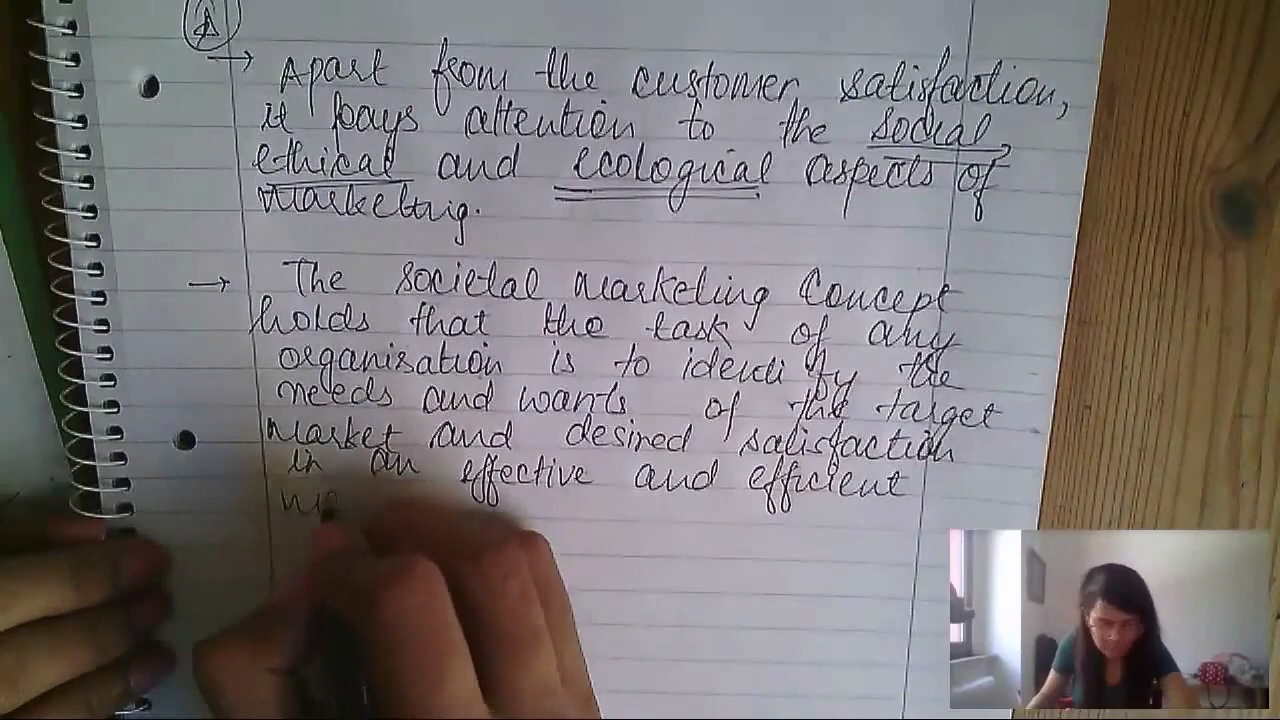 A
→ Apart from the customer satisfaction,
it pays attention to the social,
ethical and ecological aspects of
marketing.
→ The societal marketing Concept
holds that the task of any
organisation is to identify the
needs and wants of the target
market and desired satisfaction
in an effective and efficient